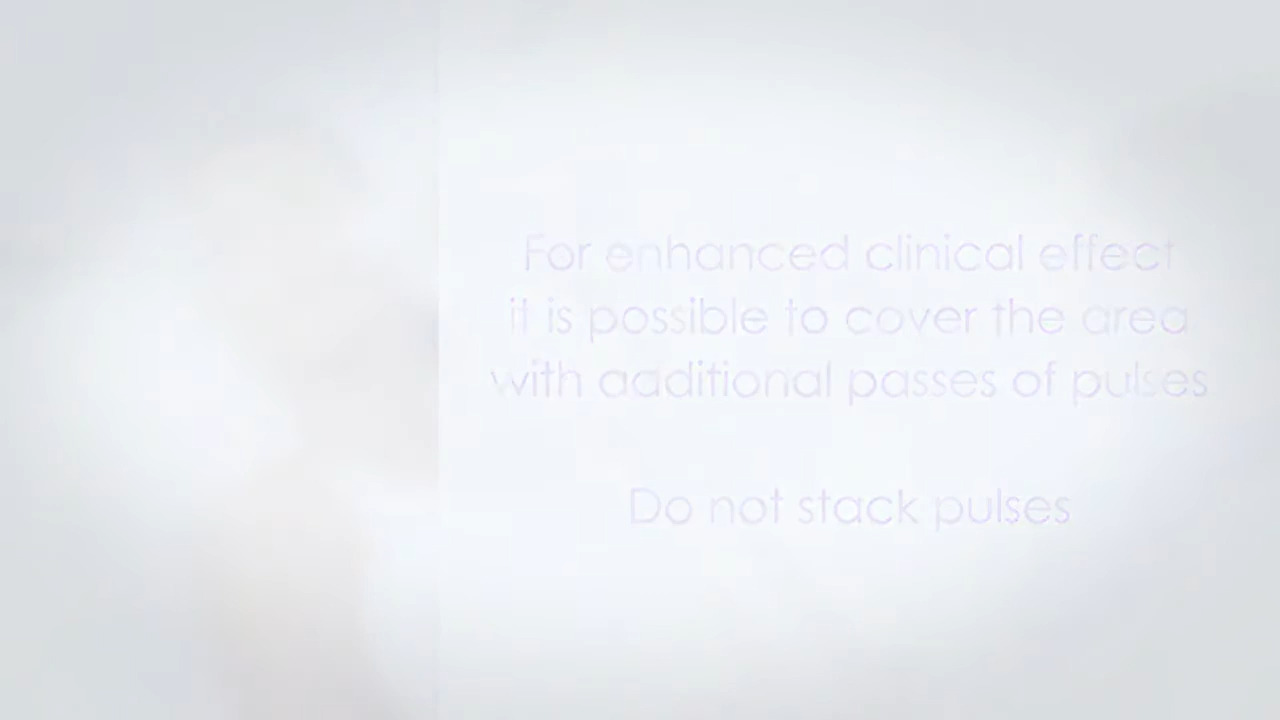 For enhanced clinical effect
it is possible to cover the area
with additional passes of pulses
Do not stack pulses